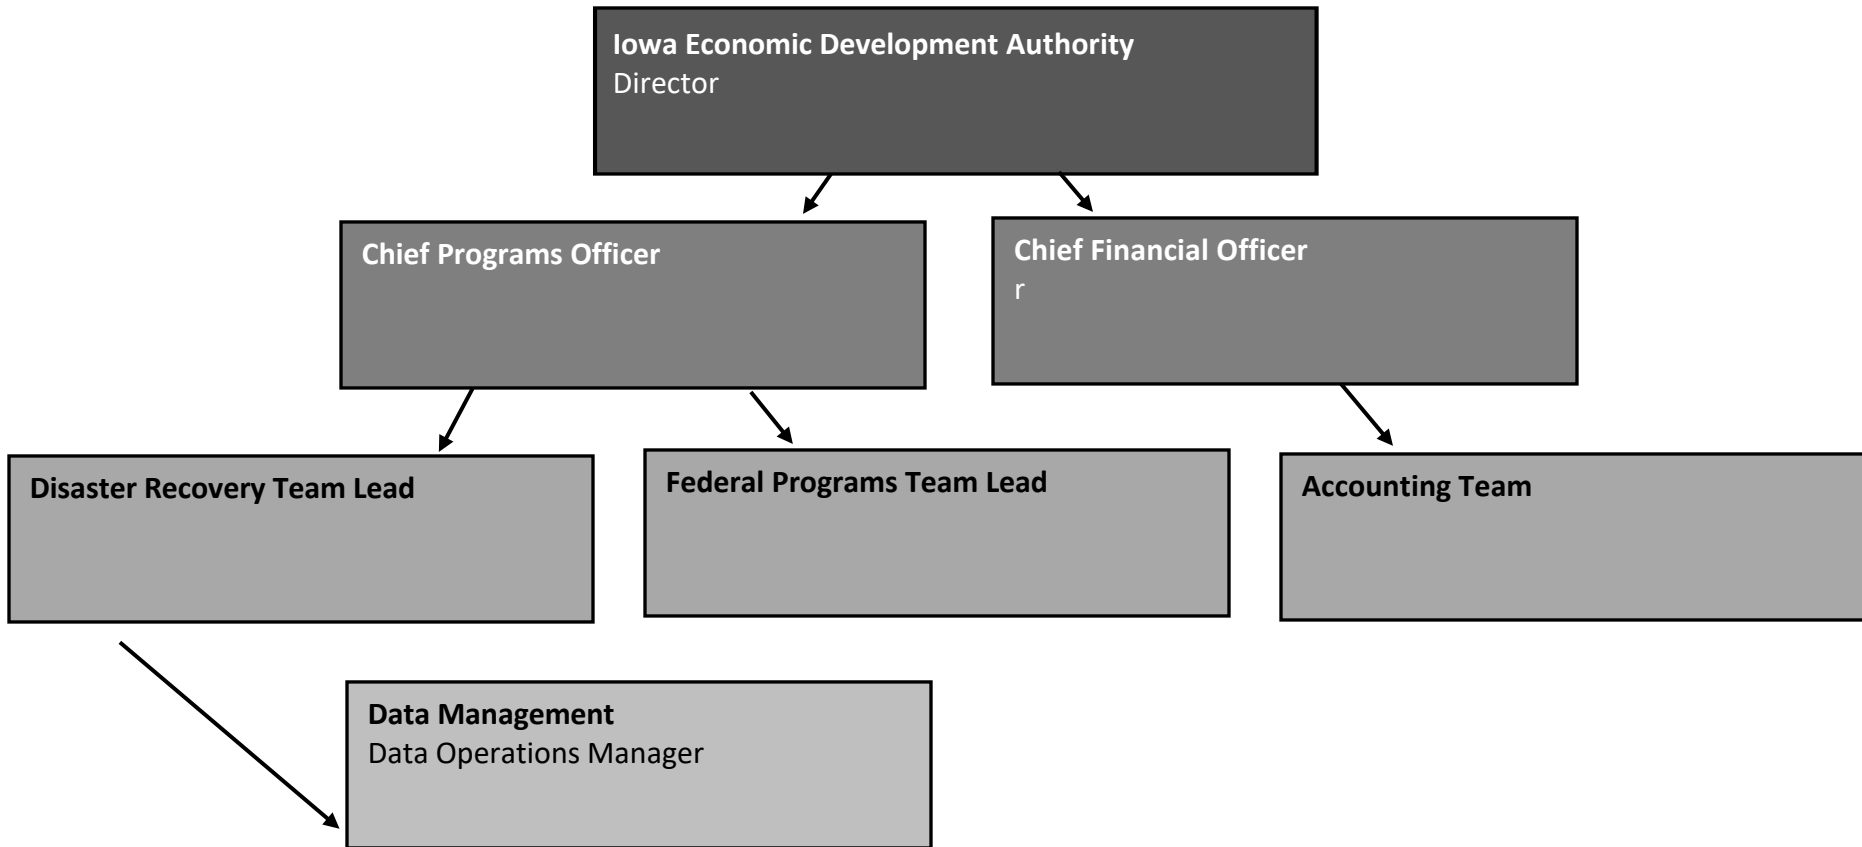 Iowa Economic Development Authority
Director
Chief Programs Officer
Chief Financial Officer
r
Disaster Recovery Team Lead
Federal Programs Team Lead
Accounting Team
Data Management
Data Operations Manager